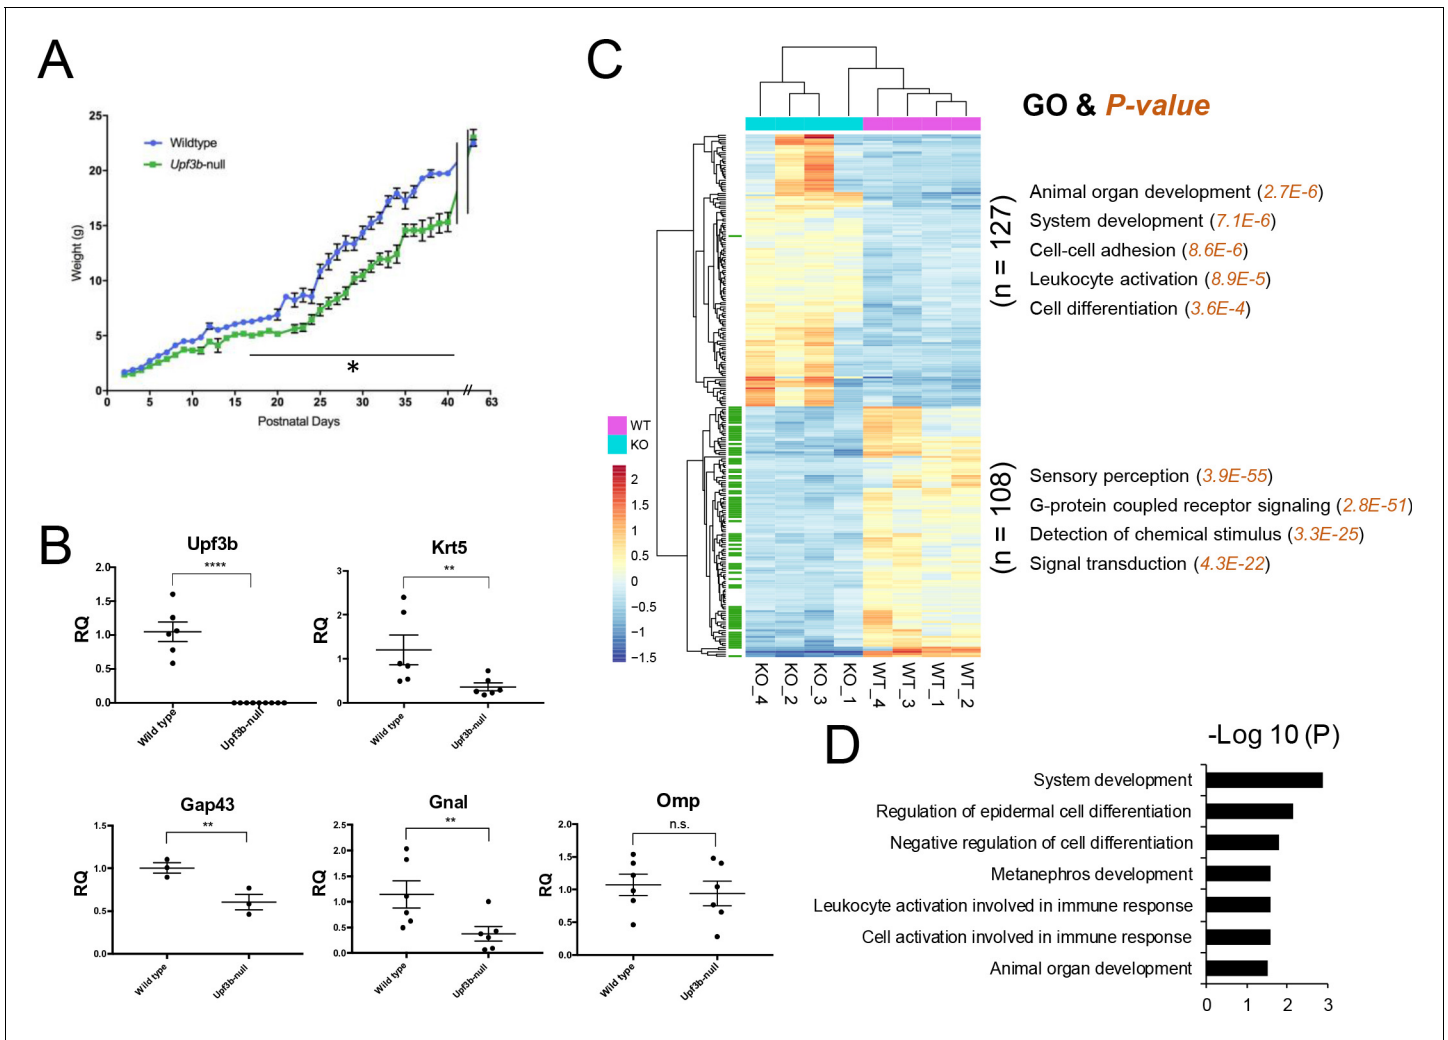 A
25
20
15
10
5
0
Weight (g)
Wildtype
Upf3b-null
*
0 5 10 15 20 25 30 35 40 // 63
Postnatal Days
B
Upf3b
****
2.0
1.5
1.0
0.5
0.0
RQ
Wild type
Upf3b-null
Krt5
**
3
2
1
0
RQ
Wild type
Upf3b-null
Gap43
**
1.5
1.0
0.5
0.0
RQ
Wild type
Upf3b-null
Gnal
**
2.5
2.0
1.5
1.0
0.5
0.0
RQ
Wild type
Upf3b-null
Omp
n.s.
2.0
1.5
1.0
0.5
0.0
RQ
Wild type
Upf3b-null
C
GO & P-value
(n = 127)
Animal organ development (2.7E-6)
System development (7.1E-6)
Cell-cell adhesion (8.6E-6)
Leukocyte activation (8.9E-5)
Cell differentiation (3.6E-4)
(n = 108)
Sensory perception (3.9E-55)
G-protein coupled receptor signaling (2.8E-51)
Detection of chemical stimulus (3.3E-25)
Signal transduction (4.3E-22)
WT
KO
2
1.5
1
0.5
0
−0.5
−1
−1.5
KO_4
KO_2
KO_3
KO_1
WT_4
WT_3
WT_1
WT_2
D
-Log 10 (P)
System development
Regulation of epidermal cell differentiation
Negative regulation of cell differentiation
Metanephros development
Leukocyte activation involved in immune response
Cell activation involved in immune response
Animal organ development
0 1 2 3